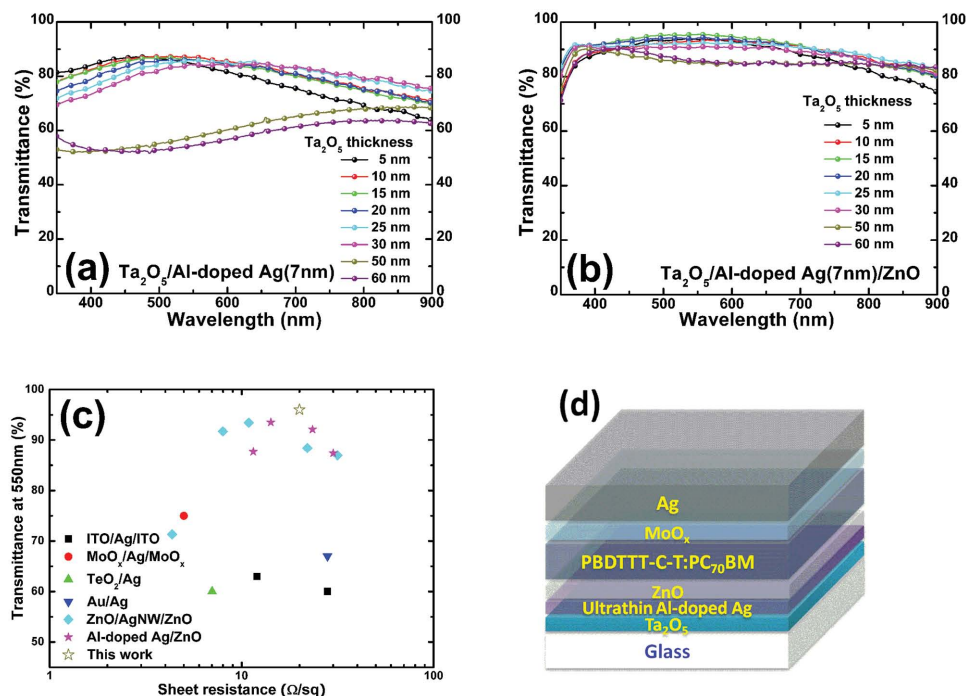 100
80
60
40
20
0
Transmittance (%)
100
80
60
40
20
0
Ta2O5 thickness
5 nm
10 nm
15 nm
20 nm
25 nm
30 nm
50 nm
60 nm
(a)
Ta2O5/Al-doped Ag(7nm)
400 500 600 700 800 900
Wavelength (nm)
100
80
60
40
20
0
Transmittance (%)
100
80
60
40
20
0
Ta2O5 thickness
5 nm
10 nm
15 nm
20 nm
25 nm
30 nm
50 nm
60 nm
(b)
Ta2O5/Al-doped Ag(7nm)/ZnO
400 500 600 700 800 900
Wavelength (nm)
(c)
100
95
90
85
80
75
70
65
60
55
50
Transmittance at 550nm (%)
ITO/Ag/ITO
MoOx/Ag/MoOx
TeO2/Ag
Au/Ag
ZnO/AgNW/ZnO
Al-doped Ag/ZnO
This work
1 10 100
Sheet resistance (Ω/sq)
(d)
Ag
MoOx
PBDTTT-C-T:PC70BM
ZnO
Ultrathin Al-doped Ag
Ta2O5
Glass